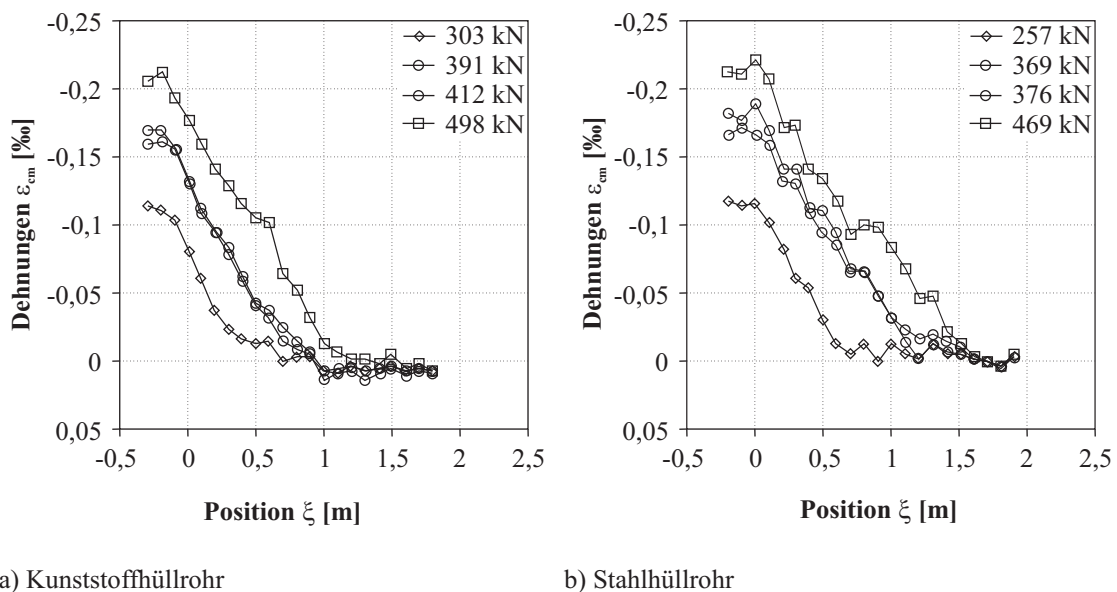 -0,25
-0,2
-0,15
-0,1
-0,05
0
0,05
Dehnungen ε_cm [‰]
303 kN
391 kN
412 kN
498 kN
-0,5 0 0,5 1 1,5 2 2,5
Position ξ [m]
a) Kunststoffhüllrohr
-0,25
-0,2
-0,15
-0,1
-0,05
0
0,05
Dehnungen ε_cm [‰]
257 kN
369 kN
376 kN
469 kN
-0,5 0 0,5 1 1,5 2 2,5
Position ξ [m]
b) Stahlhüllrohr